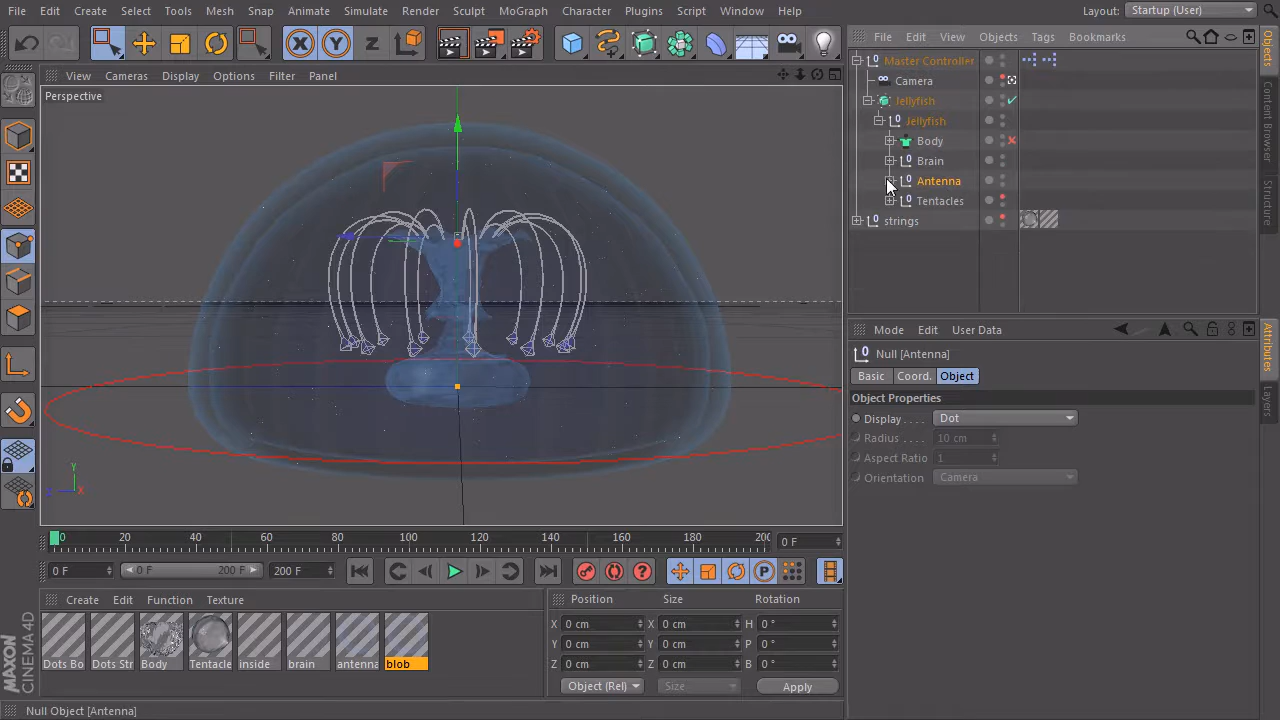 File Edit Create Select Tools Mesh Snap Animate Simulate Render Sculpt MoGraph Character Plugins Script Window Help Layout: Startup (User)
X Y Z
File Edit View Objects Tags Bookmarks
View Cameras Display Options Filter Panel
Perspective
Master Controller
Camera
Jellyfish
Jellyfish
Body
Brain
Antenna
Tentacles
strings
Objects
Content Browser
Structure
Mode Edit User Data
Null [Antenna]
Basic Coord. Object
Object Properties
Display . . . . Dot
Radius . . . . . 10 cm
Aspect Ratio 1
Orientation Camera
Attributes
Layers
Y
Z X
0 20 40 60 80 100 120 140 160 180 200 0 F
0 F 0 F 200 F 200 F
Create Edit Function Texture
Dots Bo Dots Str Body Tentacle inside brain antenna blob
Position Size Rotation
X 0 cm X 0 cm H 0 °
Y 0 cm Y 0 cm P 0 °
Z 0 cm Z 0 cm B 0 °
Object (Rel) Size Apply
MAXON
CINEMA 4D
Null Object [Antenna]